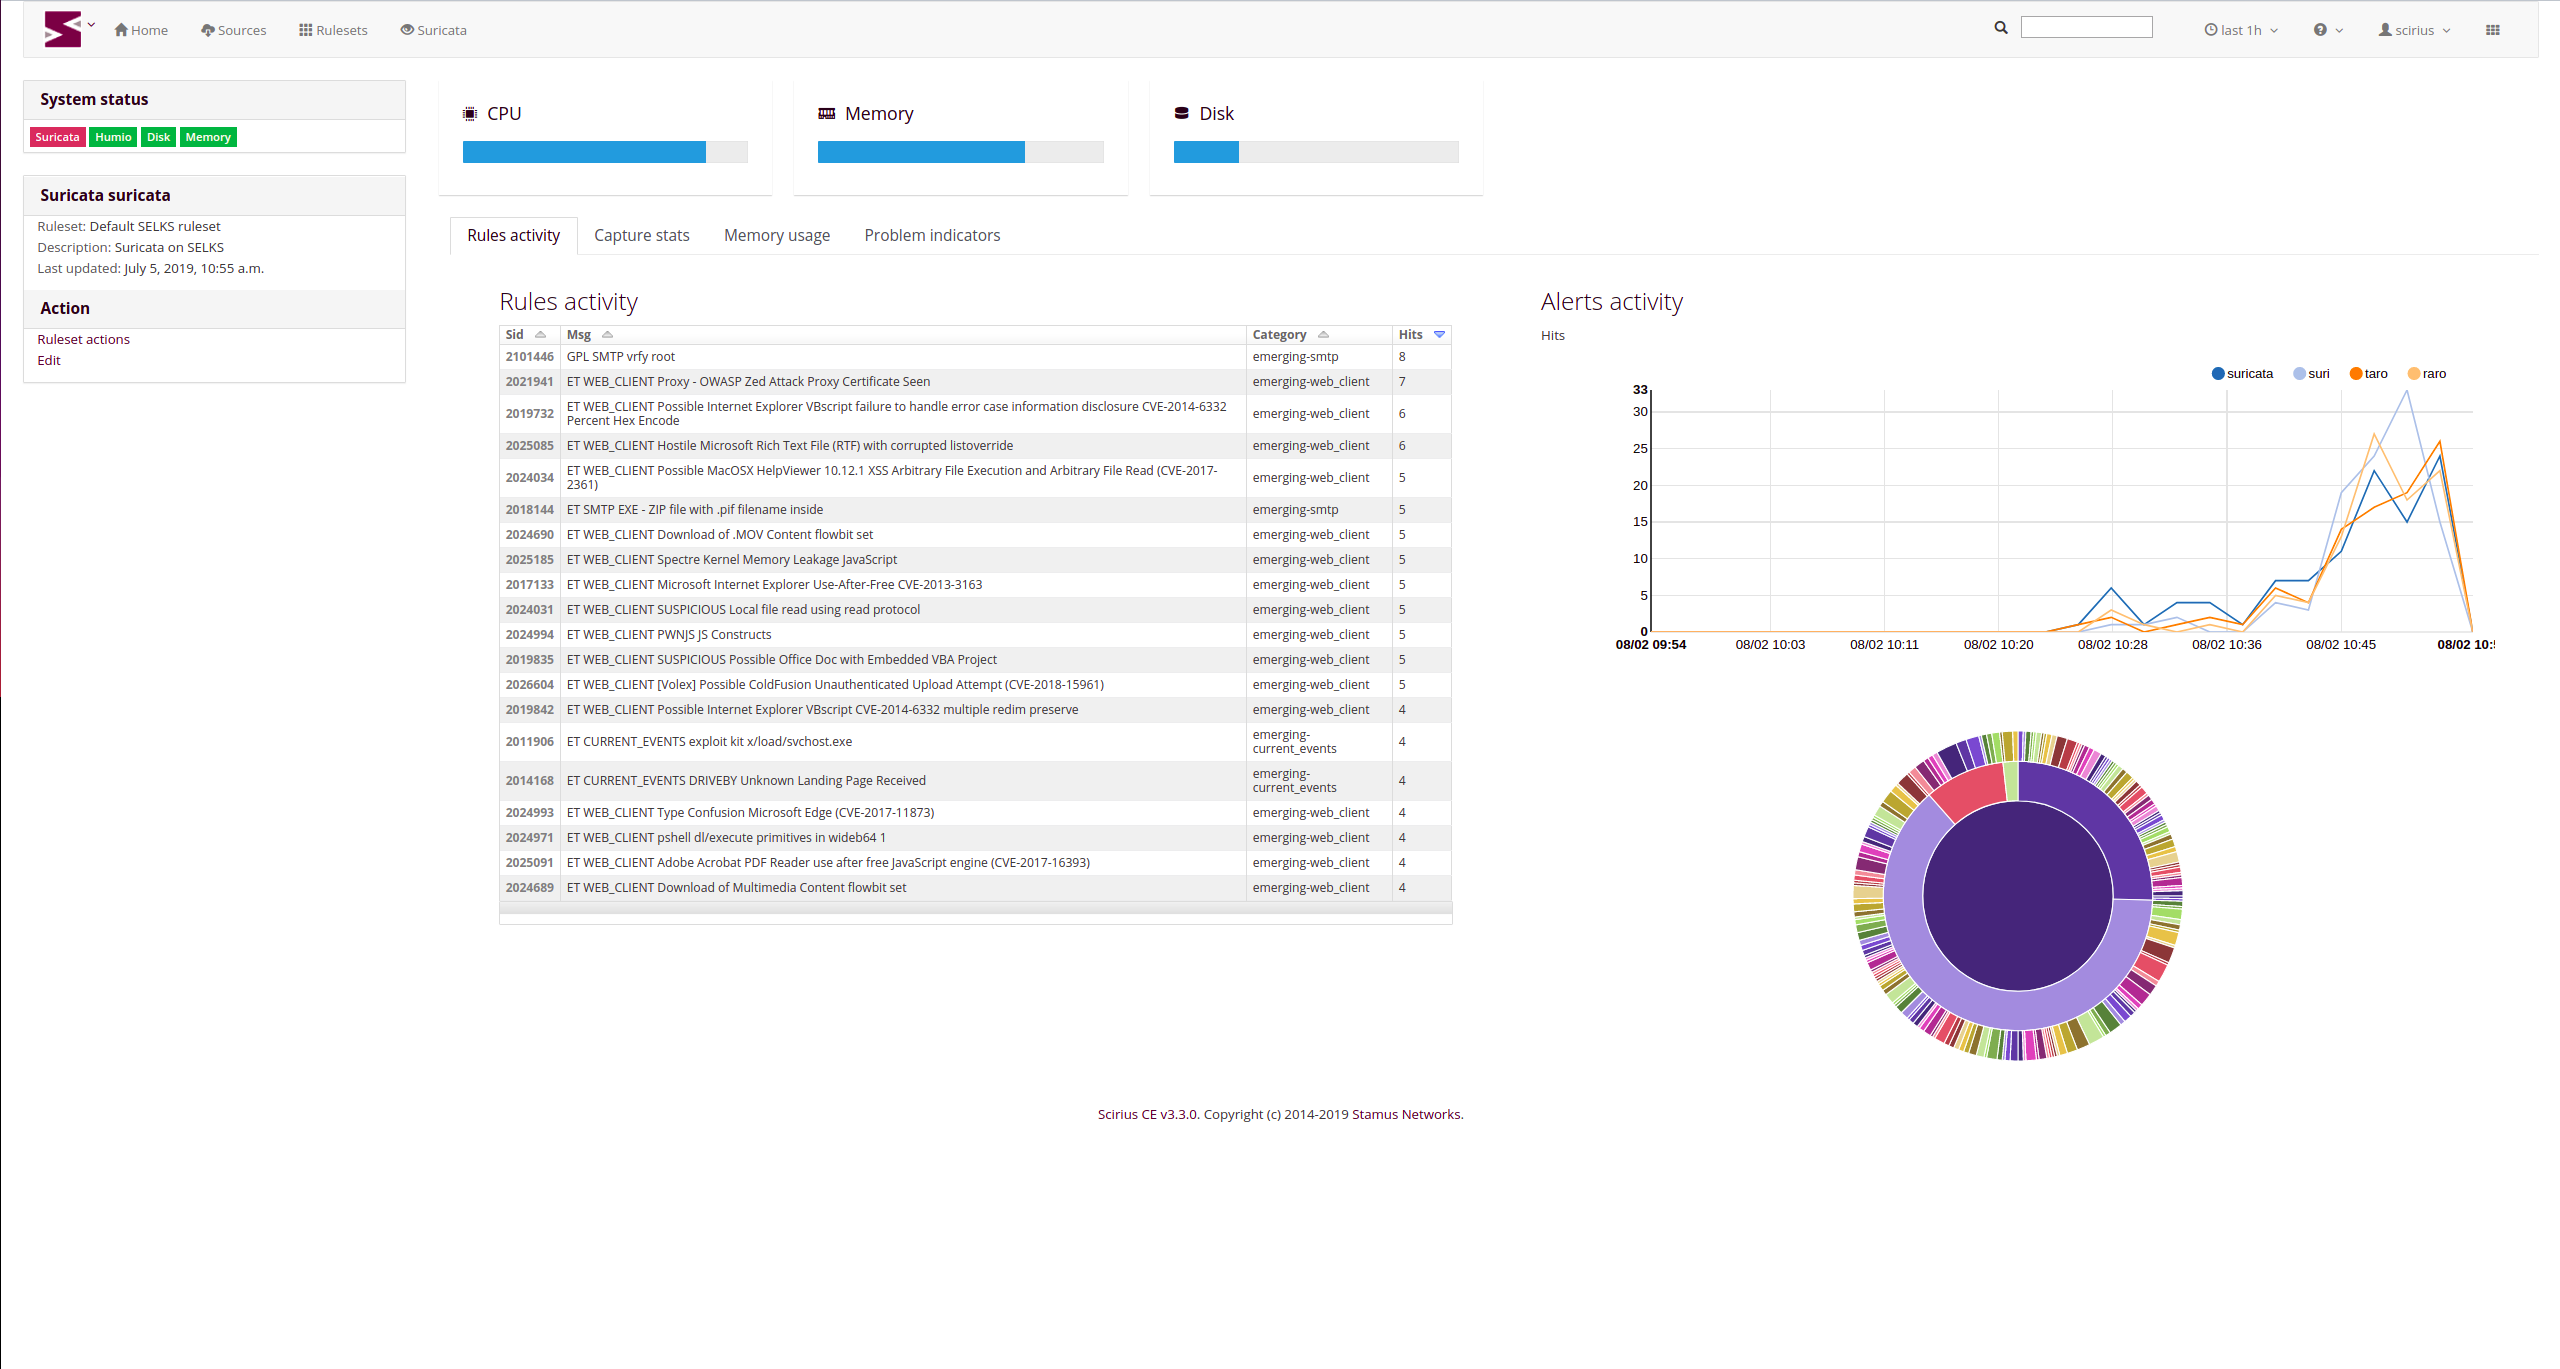 Home Sources Rulesets Suricata last 1h scirius
System status
Suricata Humio Disk Memory
Suricata suricata
Ruleset: Default SELKS ruleset
Description: Suricata on SELKS
Last updated: July 5, 2019, 10:55 a.m.
Action
Ruleset actions
Edit
CPU Memory Disk
Rules activity Capture stats Memory usage Problem indicators
Rules activity
Sid Msg Category Hits
2101446 GPL SMTP vrfy root emerging-smtp 8
2021941 ET WEB_CLIENT Proxy - OWASP Zed Attack Proxy Certificate Seen emerging-web_client 7
2019732 ET WEB_CLIENT Possible Internet Explorer VBscript failure to handle error case information disclosure CVE-2014-6332 emerging-web_client 6
Percent Hex Encode
2025085 ET WEB_CLIENT Hostile Microsoft Rich Text File (RTF) with corrupted listoverride emerging-web_client 6
2024034 ET WEB_CLIENT Possible MacOSX HelpViewer 10.12.1 XSS Arbitrary File Execution and Arbitrary File Read (CVE-2017- emerging-web_client 5
2361)
2018144 ET SMTP EXE - ZIP file with .pif filename inside emerging-smtp 5
2024690 ET WEB_CLIENT Download of .MOV Content flowbit set emerging-web_client 5
2025185 ET WEB_CLIENT Spectre Kernel Memory Leakage JavaScript emerging-web_client 5
2017133 ET WEB_CLIENT Microsoft Internet Explorer Use-After-Free CVE-2013-3163 emerging-web_client 5
2024031 ET WEB_CLIENT SUSPICIOUS Local file read using read protocol emerging-web_client 5
2024994 ET WEB_CLIENT PWNJS JS Constructs emerging-web_client 5
2019835 ET WEB_CLIENT SUSPICIOUS Possible Office Doc with Embedded VBA Project emerging-web_client 5
2026604 ET WEB_CLIENT [Volex] Possible ColdFusion Unauthenticated Upload Attempt (CVE-2018-15961) emerging-web_client 5
2019842 ET WEB_CLIENT Possible Internet Explorer VBscript CVE-2014-6332 multiple redim preserve emerging-web_client 4
2011906 ET CURRENT_EVENTS exploit kit x/load/svchost.exe emerging- 4
current_events
2014168 ET CURRENT_EVENTS DRIVEBY Unknown Landing Page Received emerging- 4
current_events
2024993 ET WEB_CLIENT Type Confusion Microsoft Edge (CVE-2017-11873) emerging-web_client 4
2024971 ET WEB_CLIENT pshell dl/execute primitives in wideb64 1 emerging-web_client 4
2025091 ET WEB_CLIENT Adobe Acrobat PDF Reader use after free JavaScript engine (CVE-2017-16393) emerging-web_client 4
2024689 ET WEB_CLIENT Download of Multimedia Content flowbit set emerging-web_client 4
Alerts activity
Hits
suricata suri taro raro
33
30
25
20
15
10
5
0
08/02 09:54 08/02 10:03 08/02 10:11 08/02 10:20 08/02 10:28 08/02 10:36 08/02 10:45 08/02 10:
Scirius CE v3.3.0. Copyright (c) 2014-2019 Stamus Networks.